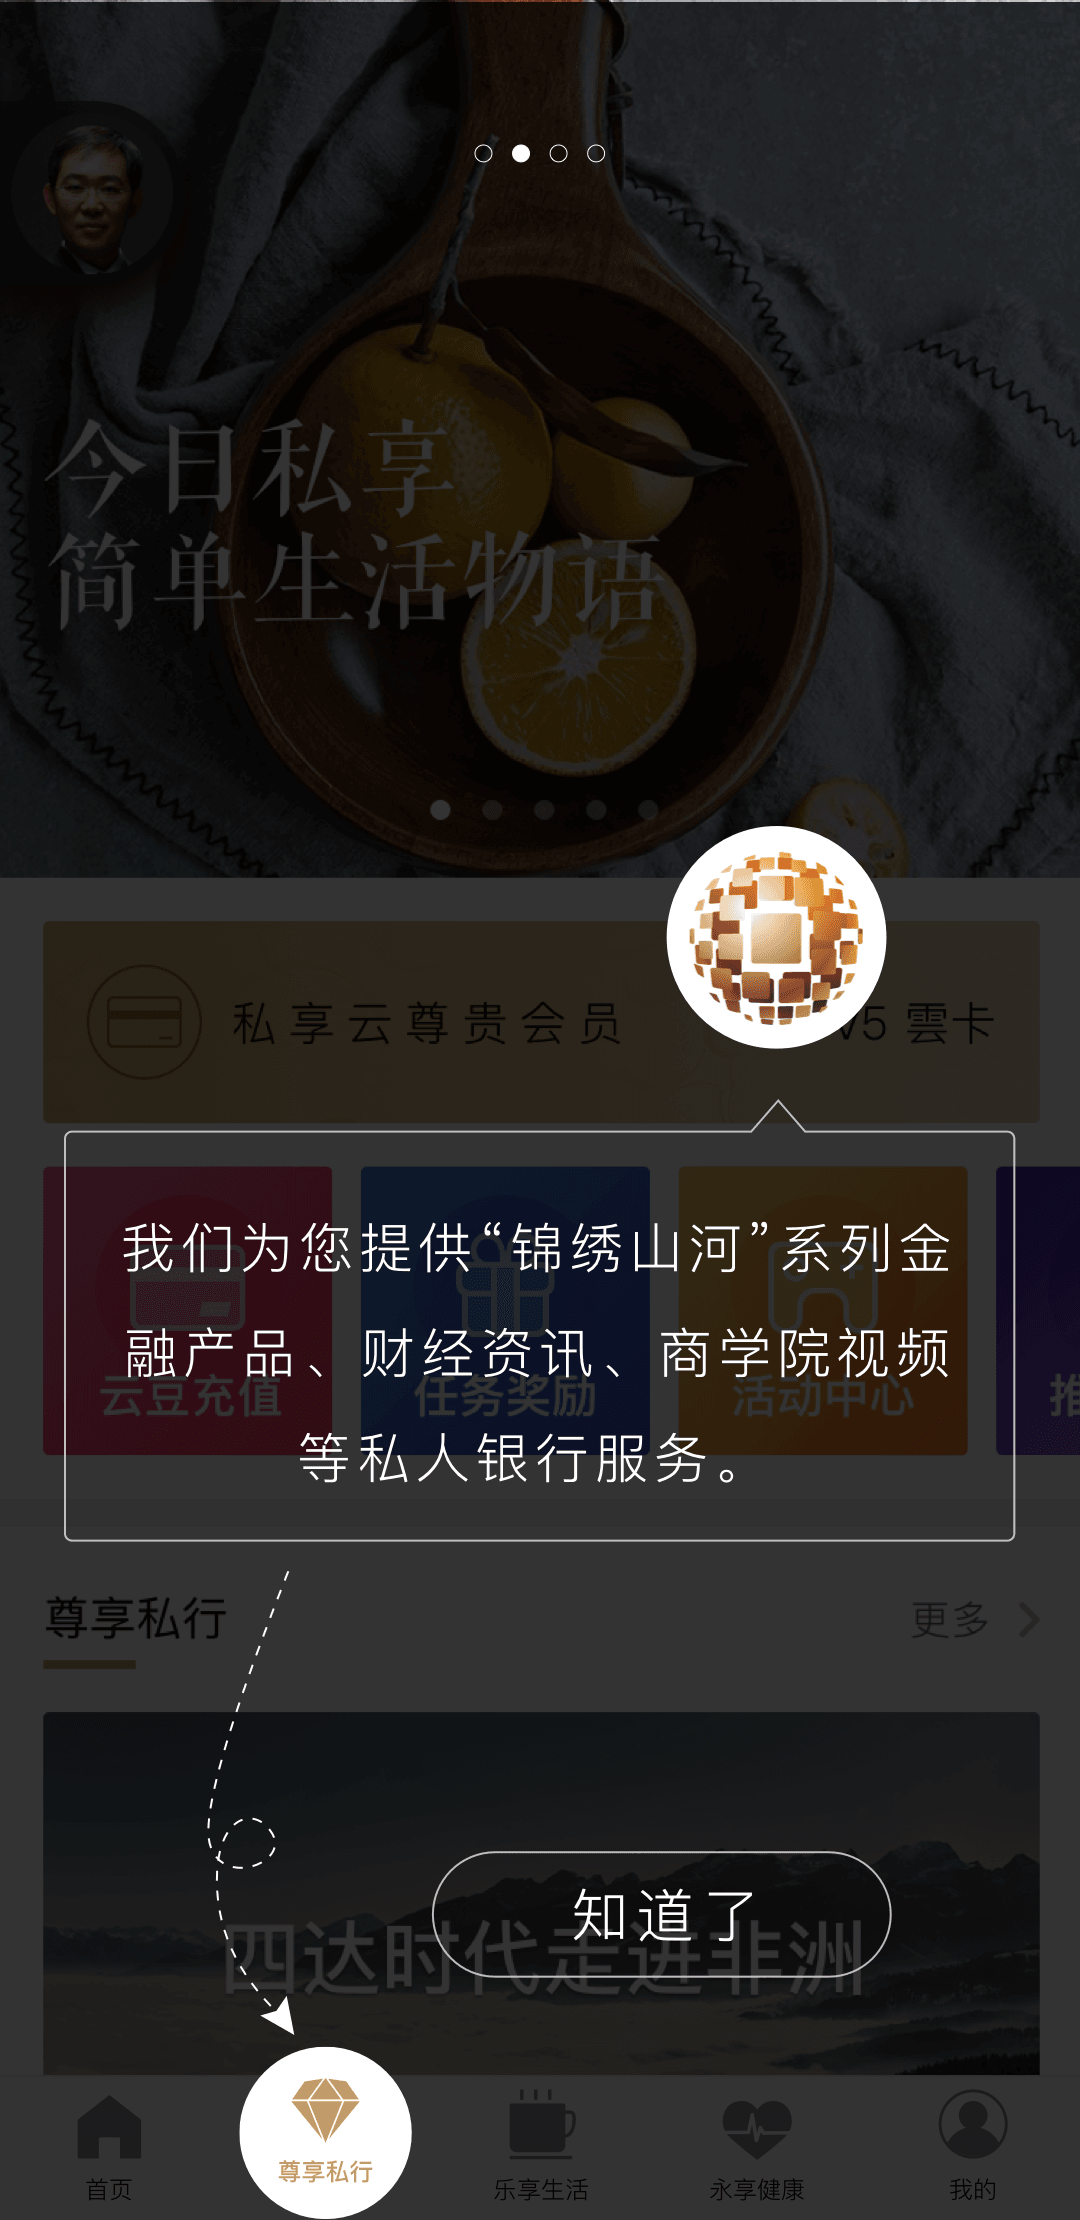 今日私享
简单生活物语
私享云尊贵会员
V5 雲卡
我们为您提供“锦绣山河”系列金
融产品、财经资讯、商学院视频
等私人银行服务。
云豆充值
任务奖励
活动中心
推
尊享私行
更多
知道了
四达时代走进非洲
首页
尊享私行
乐享生活
永享健康
我的